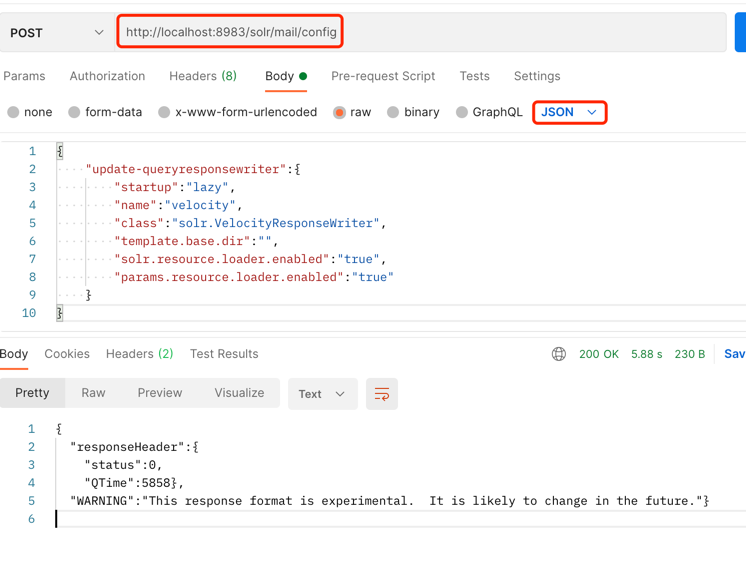 POST http://localhost:8983/solr/mail/config
Params Authorization Headers (8) Body Pre-request Script Tests Settings
none form-data x-www-form-urlencoded raw binary GraphQL JSON
1 {
2 "update-queryresponsewriter":{
3 "startup":"lazy",
4 "name":"velocity",
5 "class":"solr.VelocityResponseWriter",
6 "template.base.dir":"",
7 "solr.resource.loader.enabled":"true",
8 "params.resource.loader.enabled":"true"
9 }
10 }
Body Cookies Headers (2) Test Results 200 OK 5.88 s 230 B Sav
Pretty Raw Preview Visualize Text
1 {
2 "responseHeader":{
3 "status":0,
4 "QTime":5858},
5 "WARNING":"This response format is experimental.  It is likely to change in the future."}
6